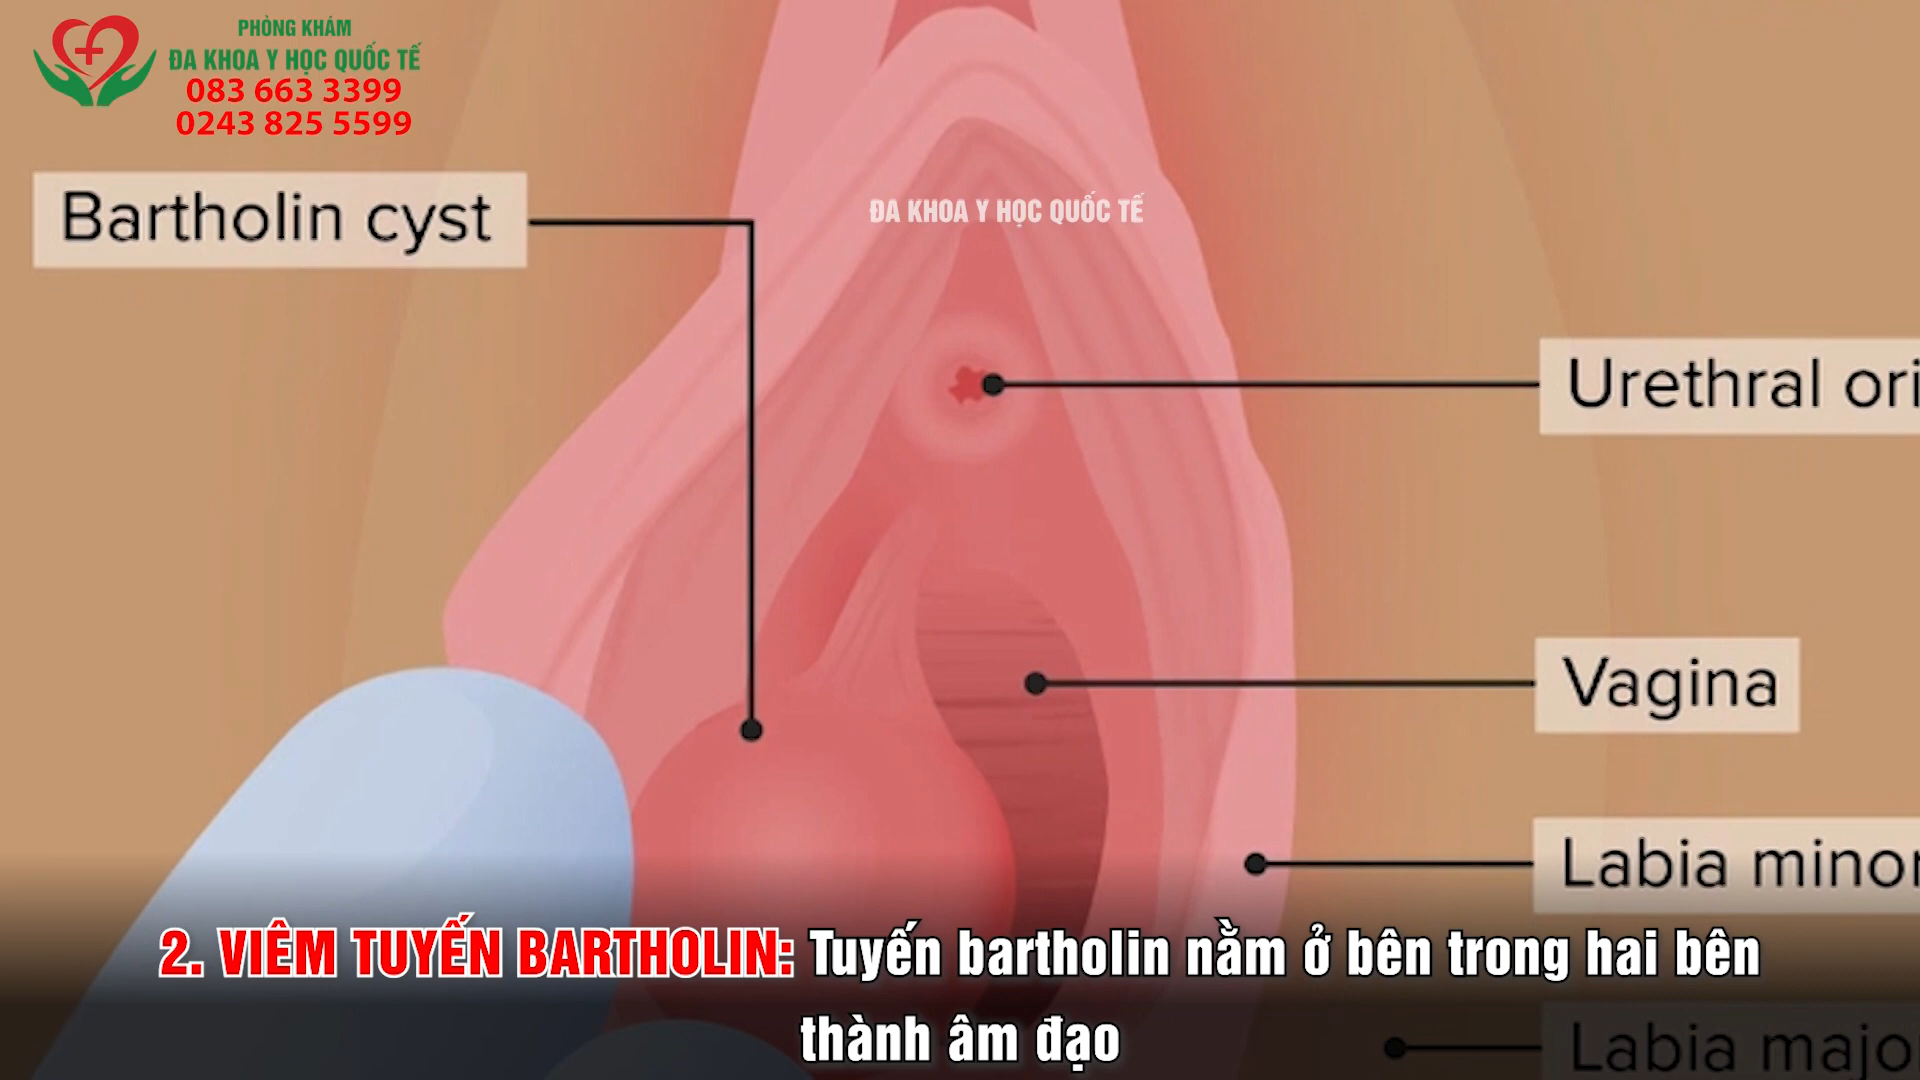 PHÒNG KHÁM
ĐA KHOA Y HỌC QUỐC TẾ
083 663 3399
0243 825 5599
Bartholin cyst
ĐA KHOA Y HỌC QUỐC TẾ
Urethral ori
Vagina
Labia minor
2. VIÊM TUYẾN BARTHOLIN: Tuyến bartholin nằm ở bên trong hai bên
thành âm đạo
Labia majo